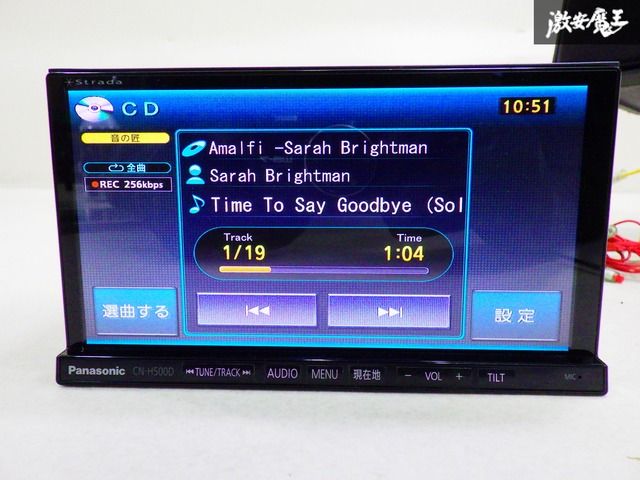 激安魔王
Strada
CD
10:51
音の匠
全曲
REC 256kbps
Amalfi -Sarah Brightman
Sarah Brightman
Time To Say Goodbye (Sol
Track
Time
1/19
1:04
選曲する
設定
Panasonic CN-H500D TUNE/TRACK AUDIO MENU 現在地 − VOL + TILT MIC